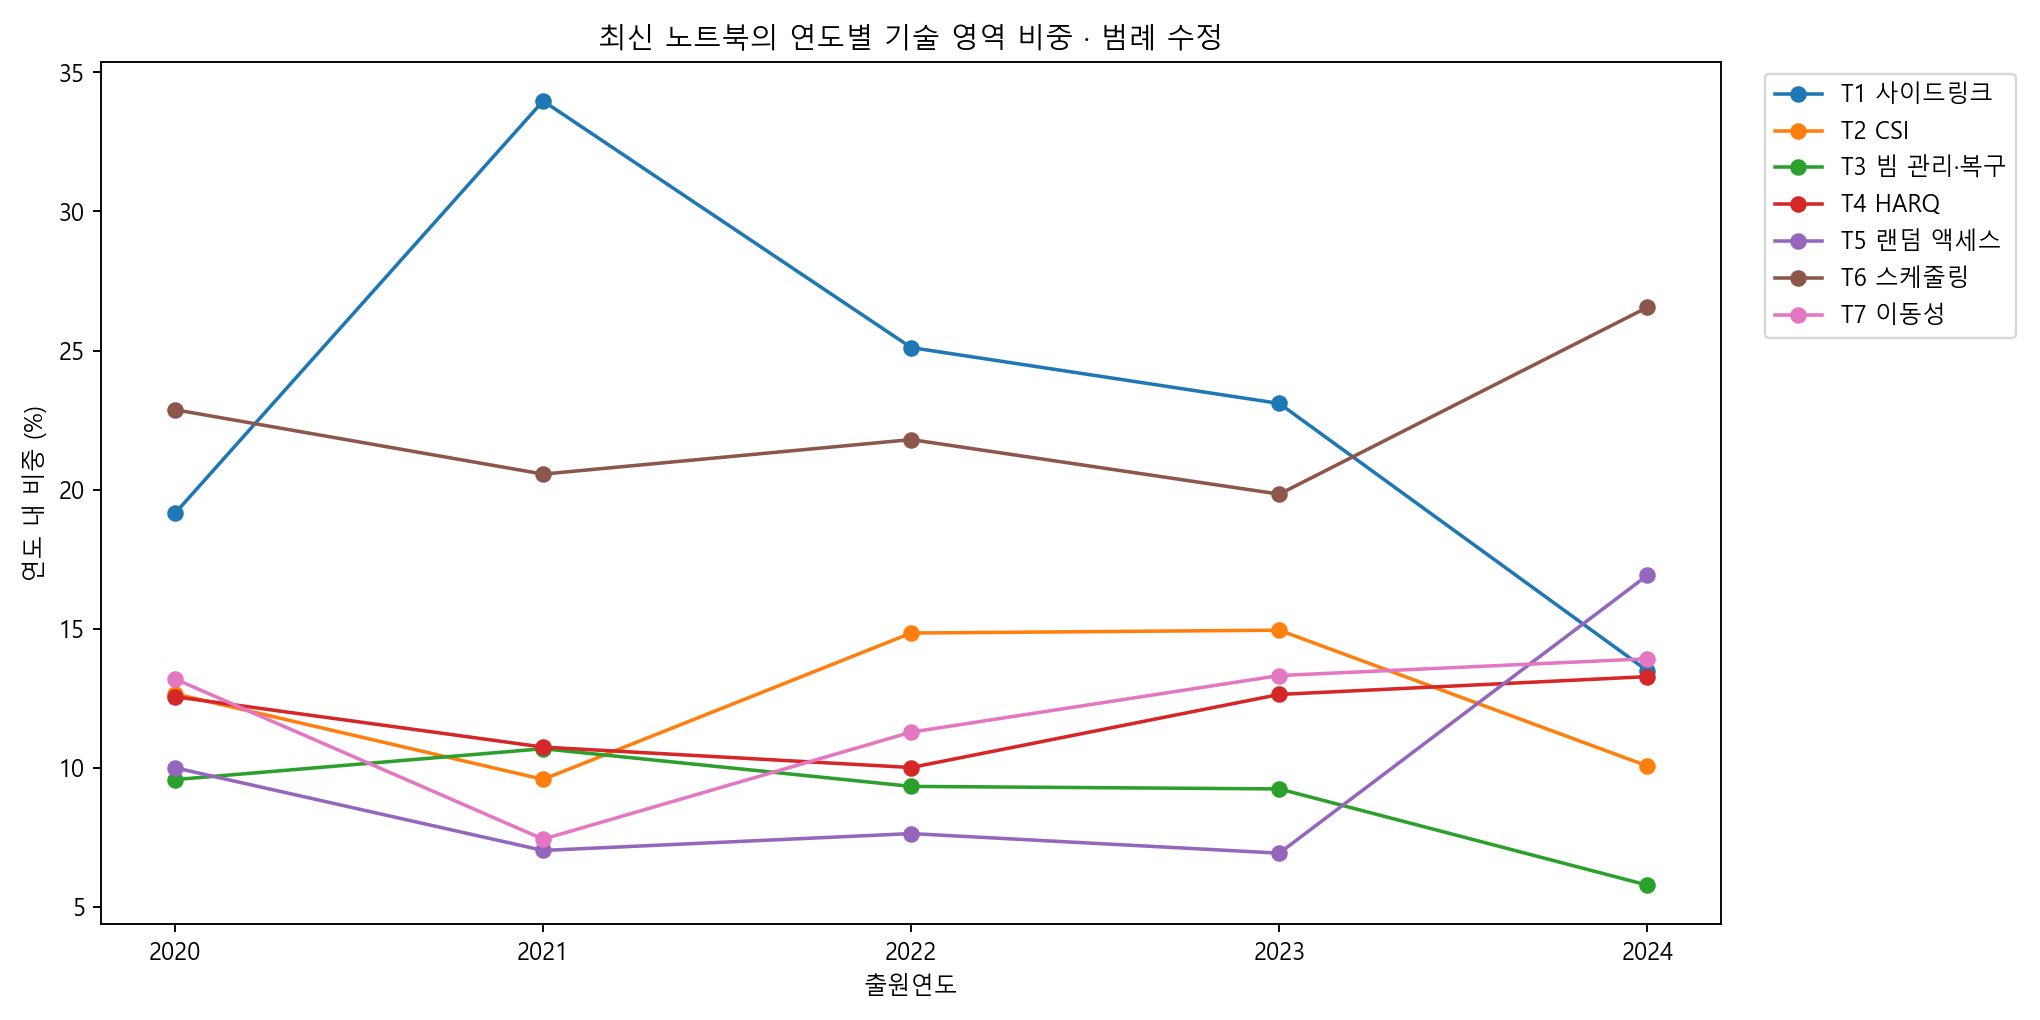 최신 노트북의 연도별 기술 영역 비중 · 범례 수정
연도 내 비중 (%)
35
30
25
20
15
10
5
2020 2021 2022 2023 2024
출원연도
T1 사이드링크
T2 CSI
T3 빔 관리·복구
T4 HARQ
T5 랜덤 액세스
T6 스케줄링
T7 이동성